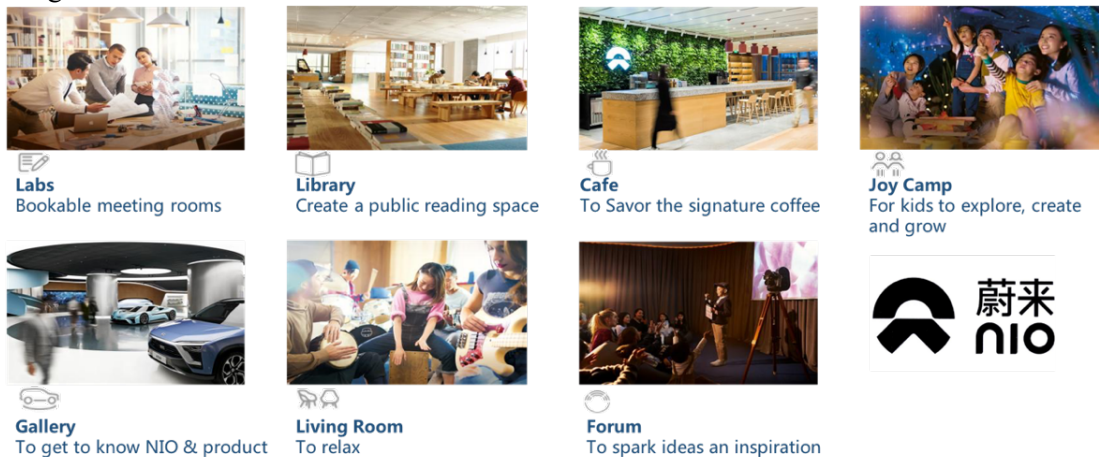 Labs
Bookable meeting rooms
Library
Create a public reading space
Cafe
To Savor the signature coffee
Joy Camp
For kids to explore, create
and grow
Gallery
To get to know NIO & product
Living Room
To relax
Forum
To spark ideas an inspiration
蔚来
NIO